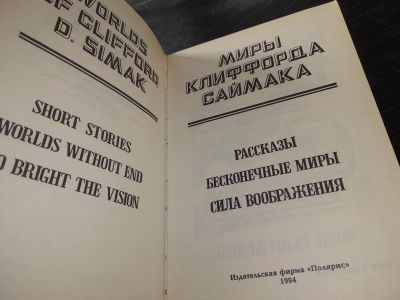 WORLDS
OF CLIFFORD
D. SIMAK
SHORT STORIES
WORLDS WITHOUT END
O BRIGHT THE VISION
МИРЫ
КЛИФФОРДА
САЙМАКА
РАССКАЗЫ
БЕСКОНЕЧНЫЕ МИРЫ
СИЛА ВООБРАЖЕНИЯ
Издательская фирма «Полярис»
1994